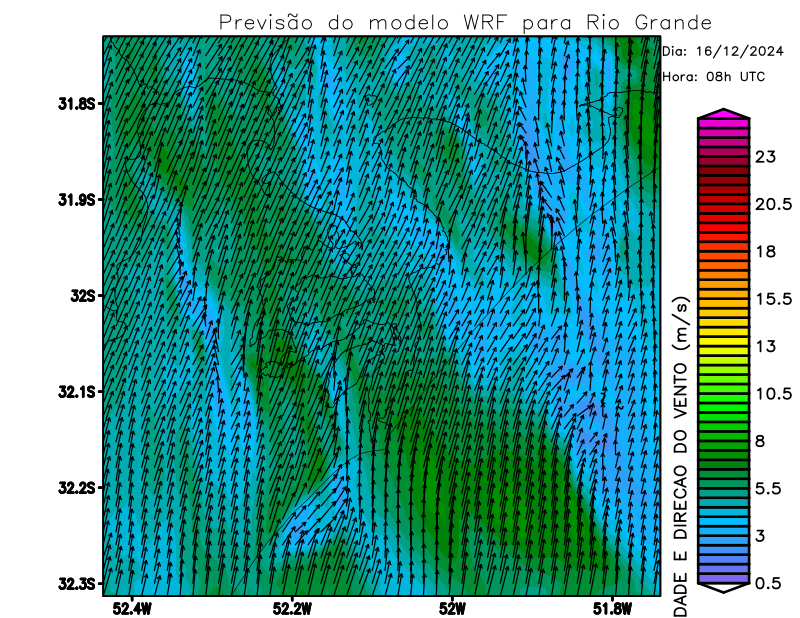 Previsão do modelo WRF para Rio Grande
Dia: 16/12/2024
Hora: 08h UTC
31.8S
31.9S
32S
32.1S
32.2S
32.3S
52.4W
52.2W
52W
51.8W
23
20.5
18
15.5
13
10.5
8
5.5
3
0.5
DADE E DIRECAO DO VENTO (m/s)